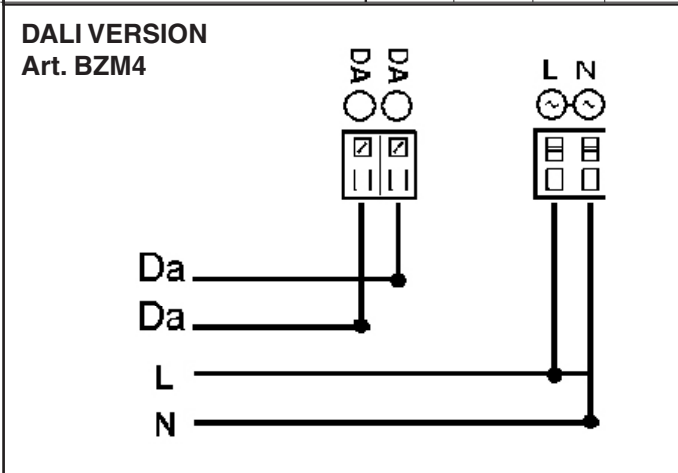 DALI VERSION
Art. BZM4
DA DA
L N
Da
Da
L
N